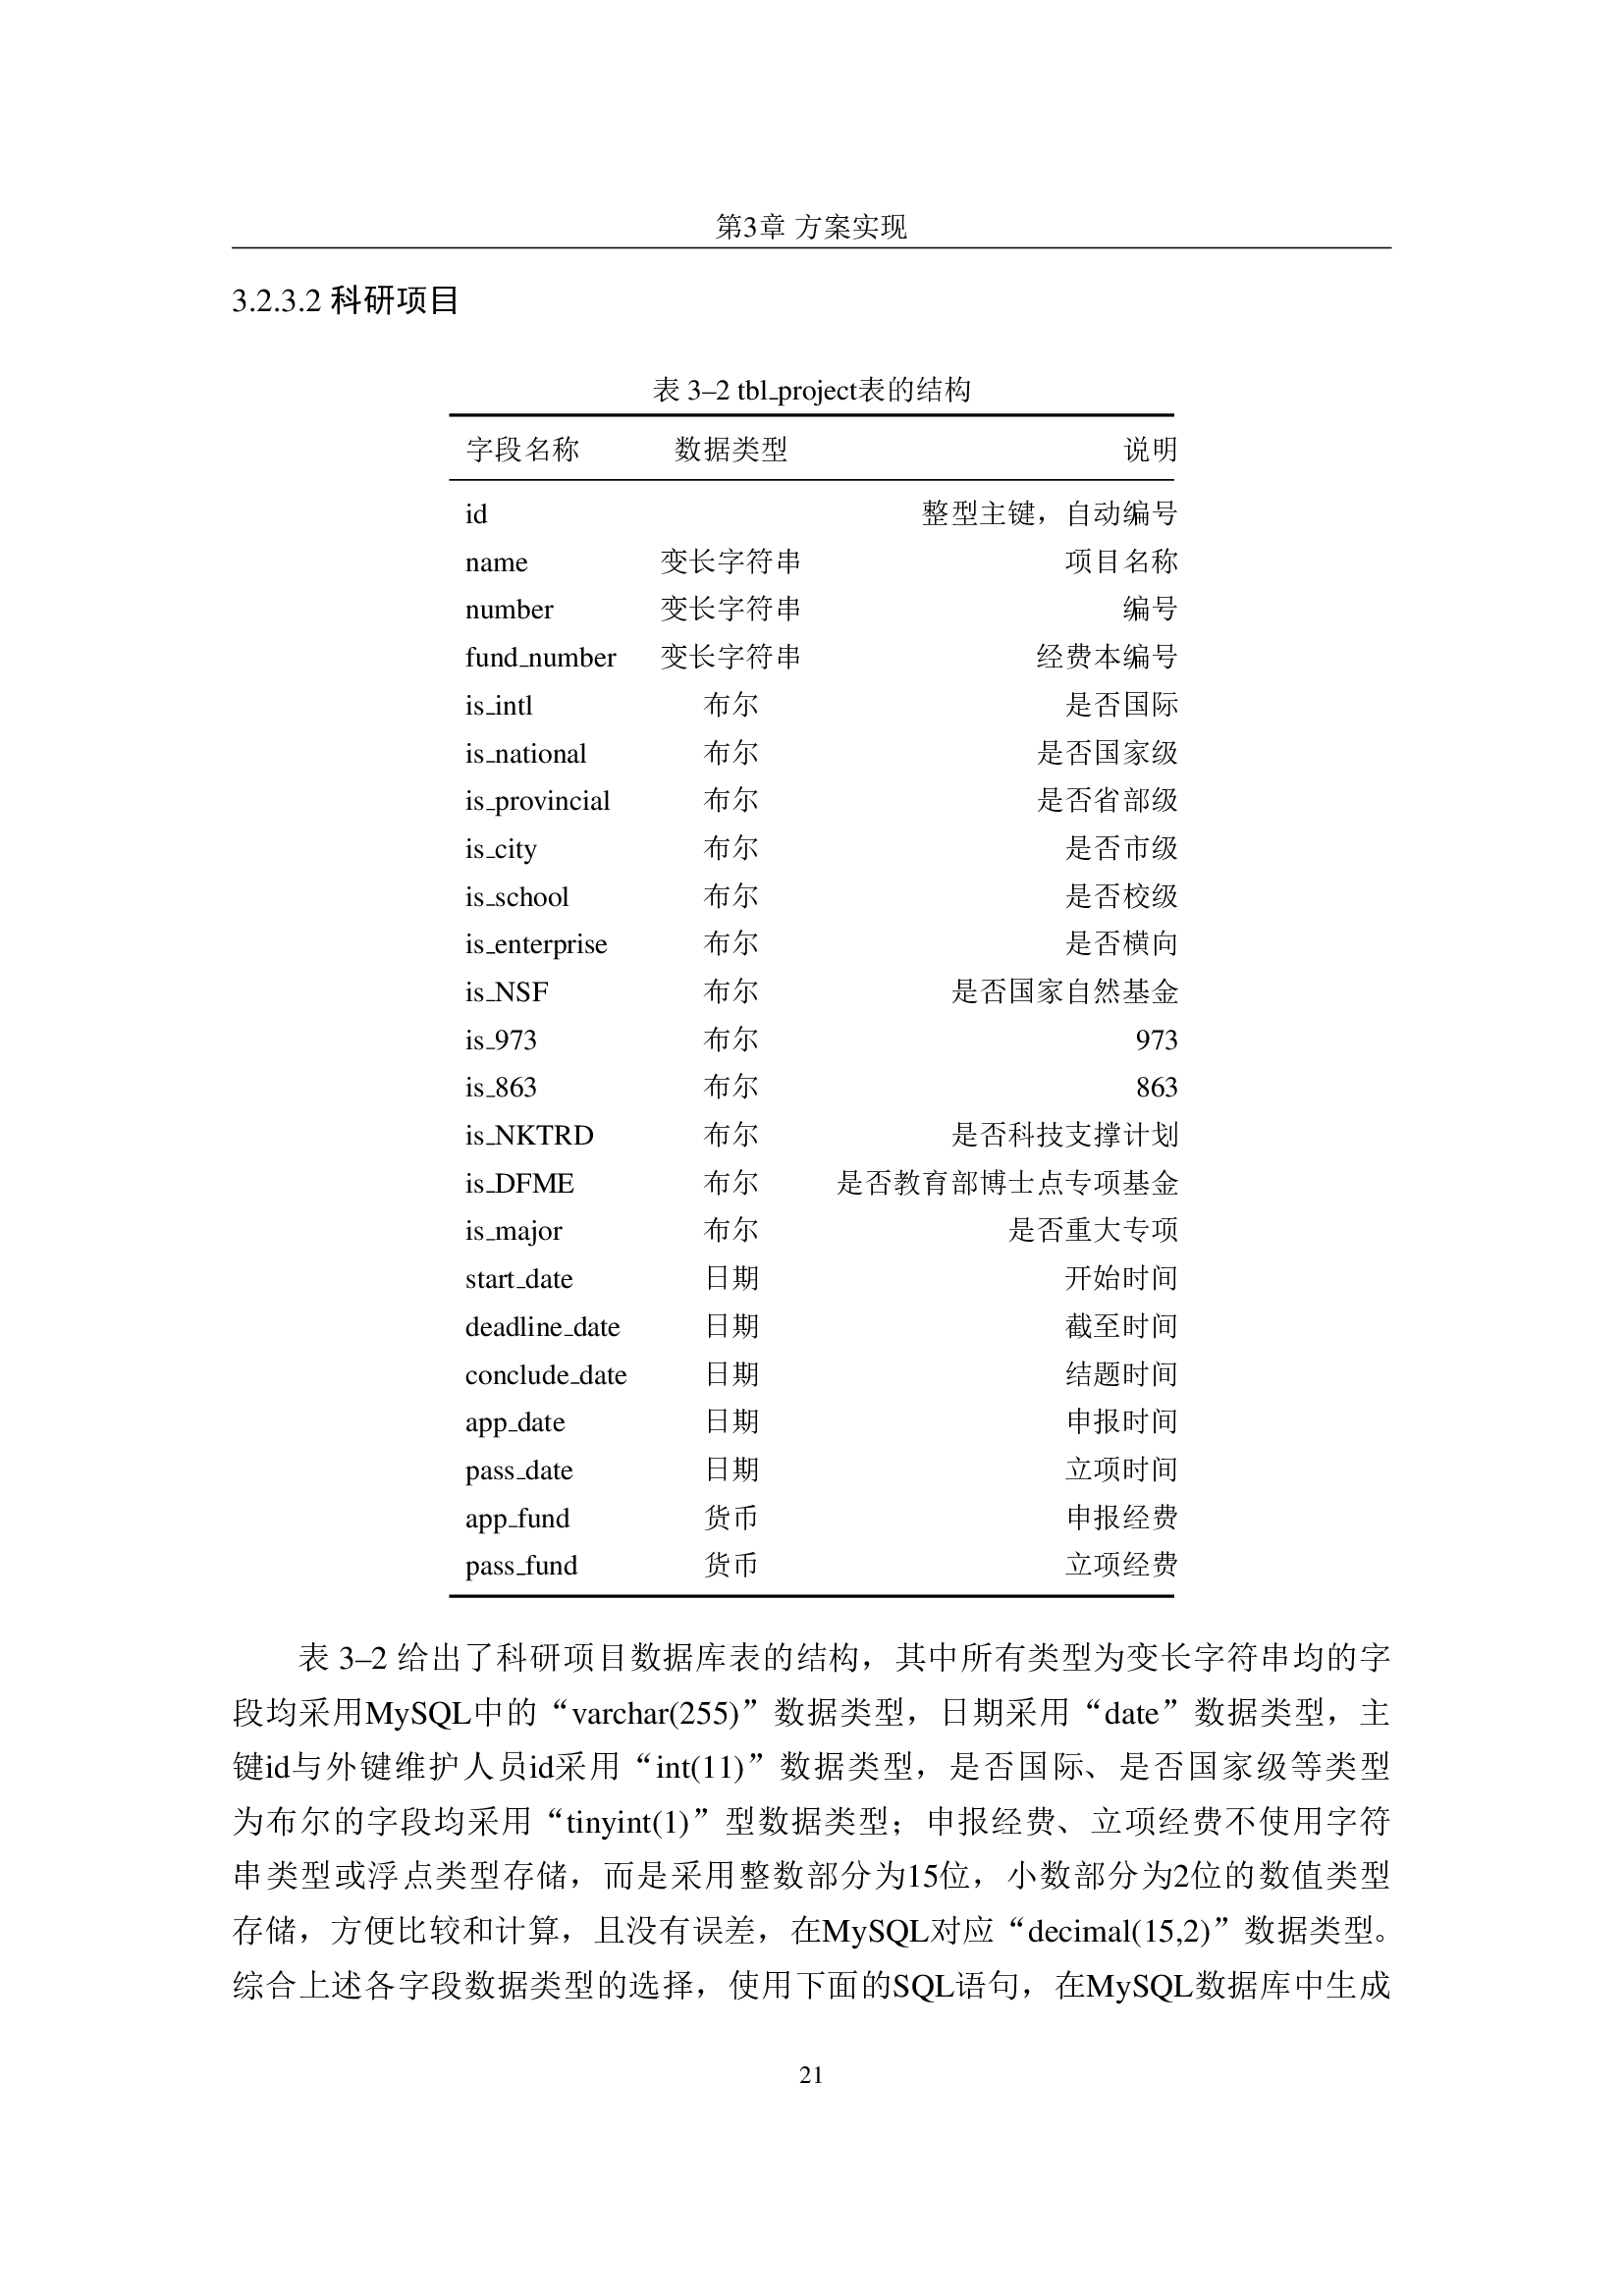 第3章 方案实现
3.2.3.2 科研项目
表 3–2 tbl_project表的结构
字段名称 数据类型 说明
id 整型主键，自动编号
name 变长字符串 项目名称
number 变长字符串 编号
fund_number 变长字符串 经费本编号
is_intl 布尔 是否国际
is_national 布尔 是否国家级
is_provincial 布尔 是否省部级
is_city 布尔 是否市级
is_school 布尔 是否校级
is_enterprise 布尔 是否横向
is_NSF 布尔 是否国家自然基金
is_973 布尔 973
is_863 布尔 863
is_NKTRD 布尔 是否科技支撑计划
is_DFME 布尔 是否教育部博士点专项基金
is_major 布尔 是否重大专项
start_date 日期 开始时间
deadline_date 日期 截至时间
conclude_date 日期 结题时间
app_date 日期 申报时间
pass_date 日期 立项时间
app_fund 货币 申报经费
pass_fund 货币 立项经费
表 3–2 给出了科研项目数据库表的结构，其中所有类型为变长字符串均的字
段均采用MySQL中的“varchar(255)”数据类型，日期采用“date”数据类型，主
键id与外键维护人员id采用“int(11)”数据类型，是否国际、是否国家级等类型
为布尔的字段均采用“tinyint(1)”型数据类型；申报经费、立项经费不使用字符
串类型或浮点类型存储，而是采用整数部分为15位，小数部分为2位的数值类型
存储，方便比较和计算，且没有误差，在MySQL对应“decimal(15,2)”数据类型。
综合上述各字段数据类型的选择，使用下面的SQL语句，在MySQL数据库中生成
21